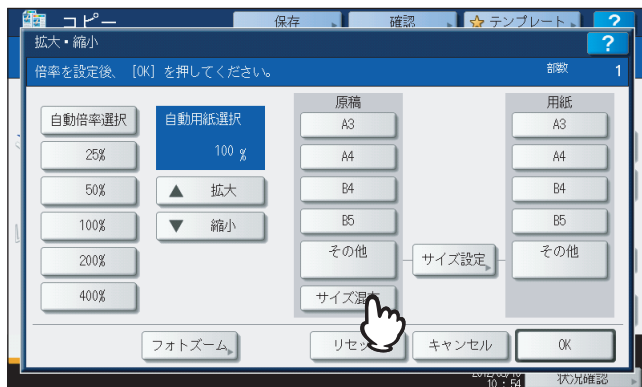 コピー 保存 確認 テンプレート ?
拡大・縮小 ?
倍率を設定後、 [OK] を押してください。 部数 1
原稿 用紙
自動倍率選択 自動用紙選択 A3 A3
100 %
25% A4 A4
50% ▲ 拡大 B4 B4
100% ▼ 縮小 B5 B5
200% その他 サイズ設定 その他
400% サイズ混
フォトズーム リセッ キャンセル OK
10 : 54 状況確認